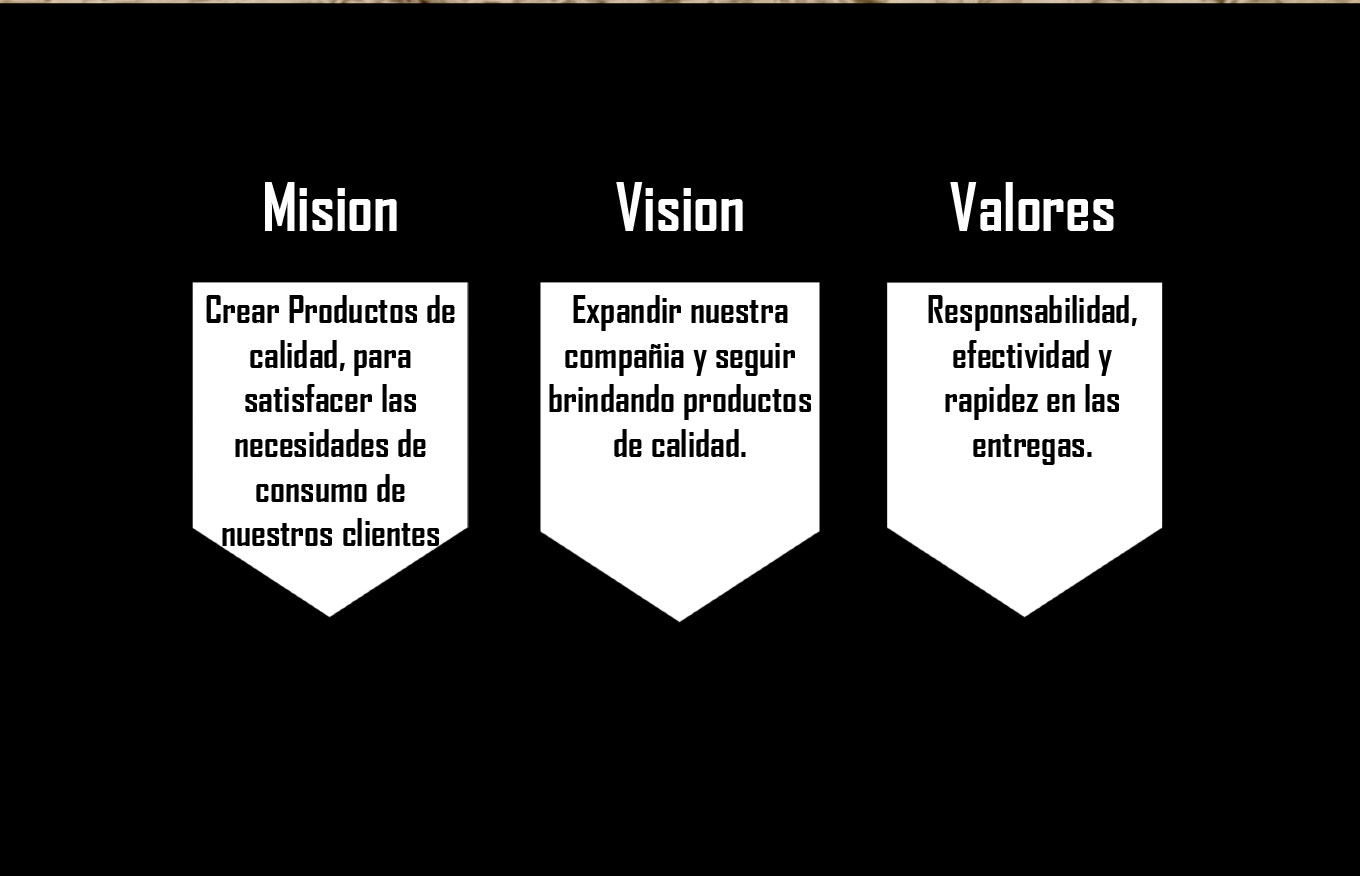 Mision
Crear Productos de
calidad, para
satisfacer las
necesidades de
consumo de
nuestros clientes
Vision
Expandir nuestra
compañia y seguir
brindando productos
de calidad.
Valores
Responsabilidad,
efectividad y
rapidez en las
entregas.